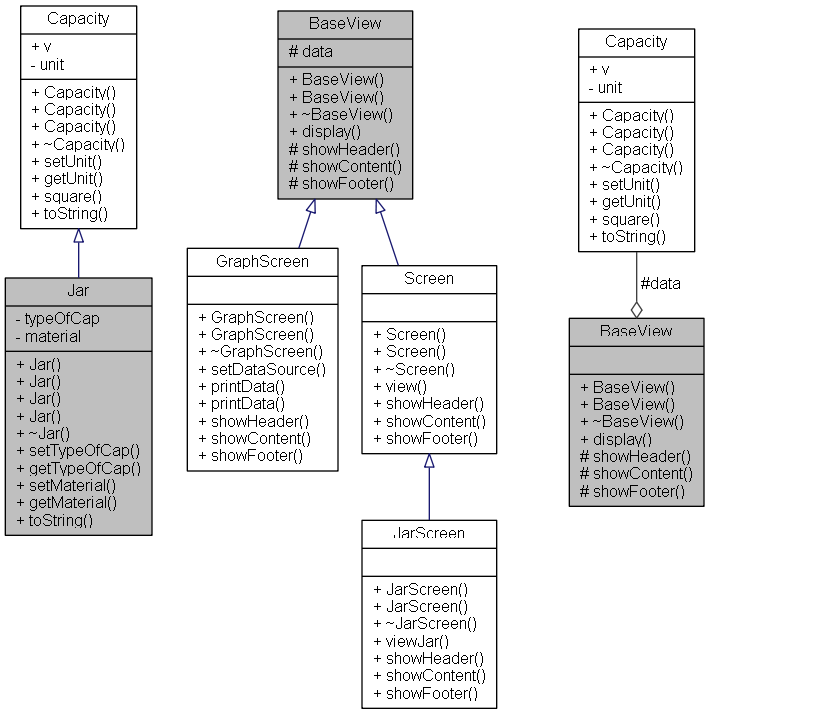 Capacity
+ v
- unit
+ Capacity()
+ Capacity()
+ Capacity()
+ ~Capacity()
+ setUnit()
+ getUnit()
+ square()
+ toString()
Jar
- typeOfCap
- material
+ Jar()
+ Jar()
+ Jar()
+ Jar()
+ ~Jar()
+ setTypeOfCap()
+ getTypeOfCap()
+ setMaterial()
+ getMaterial()
+ toString()
BaseView
# data
+ BaseView()
+ BaseView()
+ ~BaseView()
+ display()
# showHeader()
# showContent()
# showFooter()
GraphScreen
+ GraphScreen()
+ GraphScreen()
+ ~GraphScreen()
+ setDataSource()
+ printData()
+ printData()
+ showHeader()
+ showContent()
+ showFooter()
Screen
+ Screen()
+ Screen()
+ ~Screen()
+ view()
+ showHeader()
+ showContent()
+ showFooter()
JarScreen
+ JarScreen()
+ JarScreen()
+ ~JarScreen()
+ viewJar()
+ showHeader()
+ showContent()
+ showFooter()
Capacity
+ v
- unit
+ Capacity()
+ Capacity()
+ Capacity()
+ ~Capacity()
+ setUnit()
+ getUnit()
+ square()
+ toString()
#data
BaseView
+ BaseView()
+ BaseView()
+ ~BaseView()
+ display()
# showHeader()
# showContent()
# showFooter()